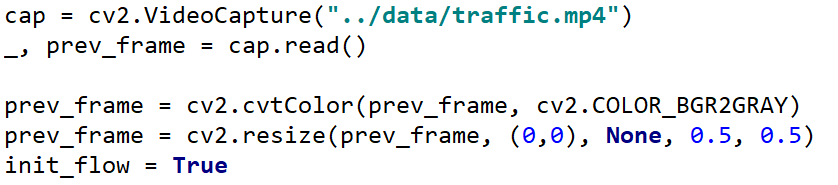 cap = cv2.VideoCapture("../data/traffic.mp4")
_, prev_frame = cap.read()

prev_frame = cv2.cvtColor(prev_frame, cv2.COLOR_BGR2GRAY)
prev_frame = cv2.resize(prev_frame, (0,0), None, 0.5, 0.5)
init_flow = True